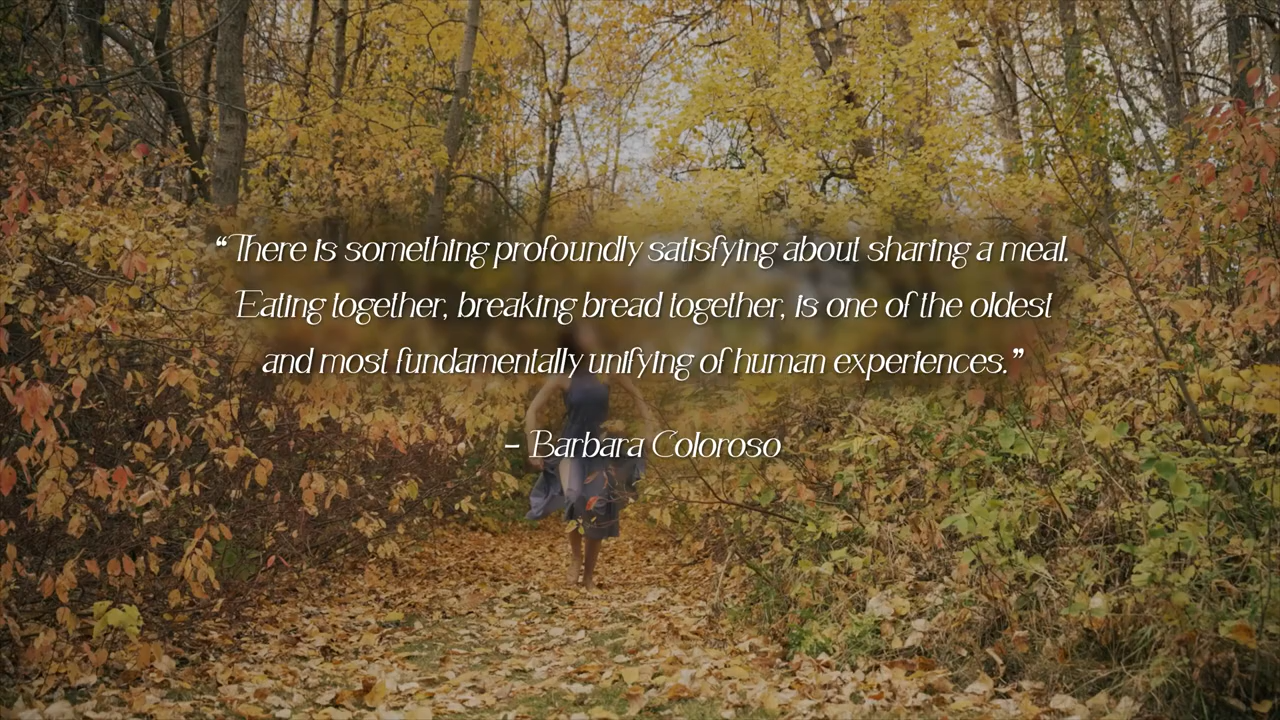 “There is something profoundly satisfying about sharing a meal.
Eating together, breaking bread together, is one of the oldest
and most fundamentally unifying of human experiences.”
– Barbara Coloroso